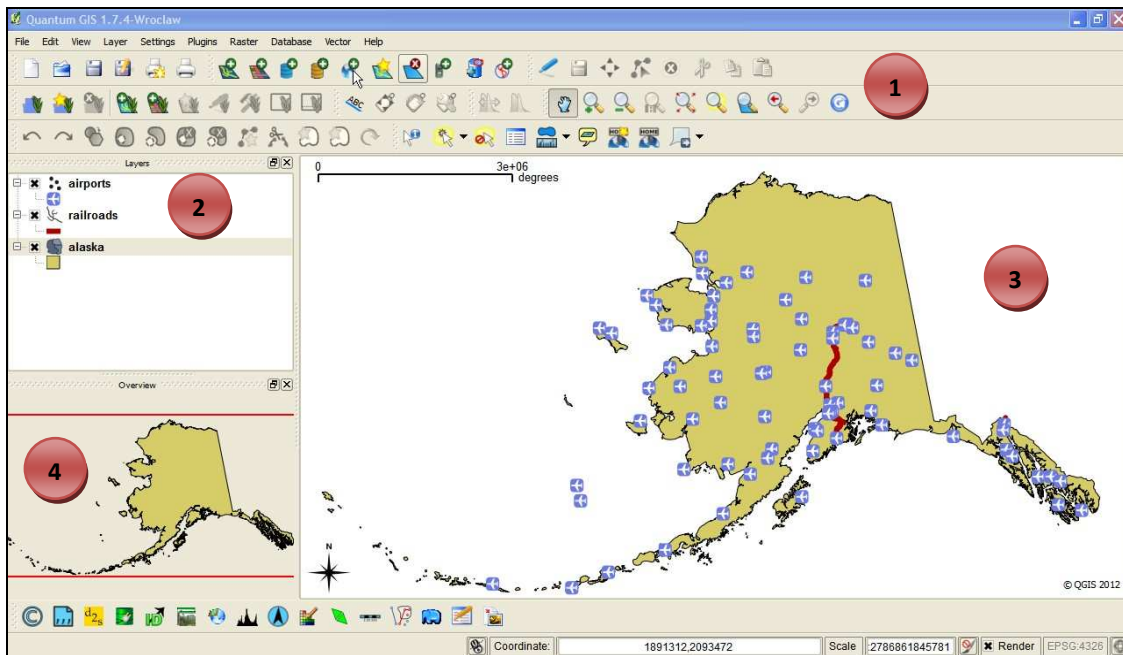 Quantum GIS 1.7.4-Wroclaw
File Edit View Layer Settings Plugins Raster Database Vector Help
1
ABC
HOME
Layers
airports
2
railroads
alaska
0 3e+06
degrees
3
Overview
4
N
© QGIS 2012
Coordinate: 1891312,2093472 Scale :2786861845781 Render EPSG:4326